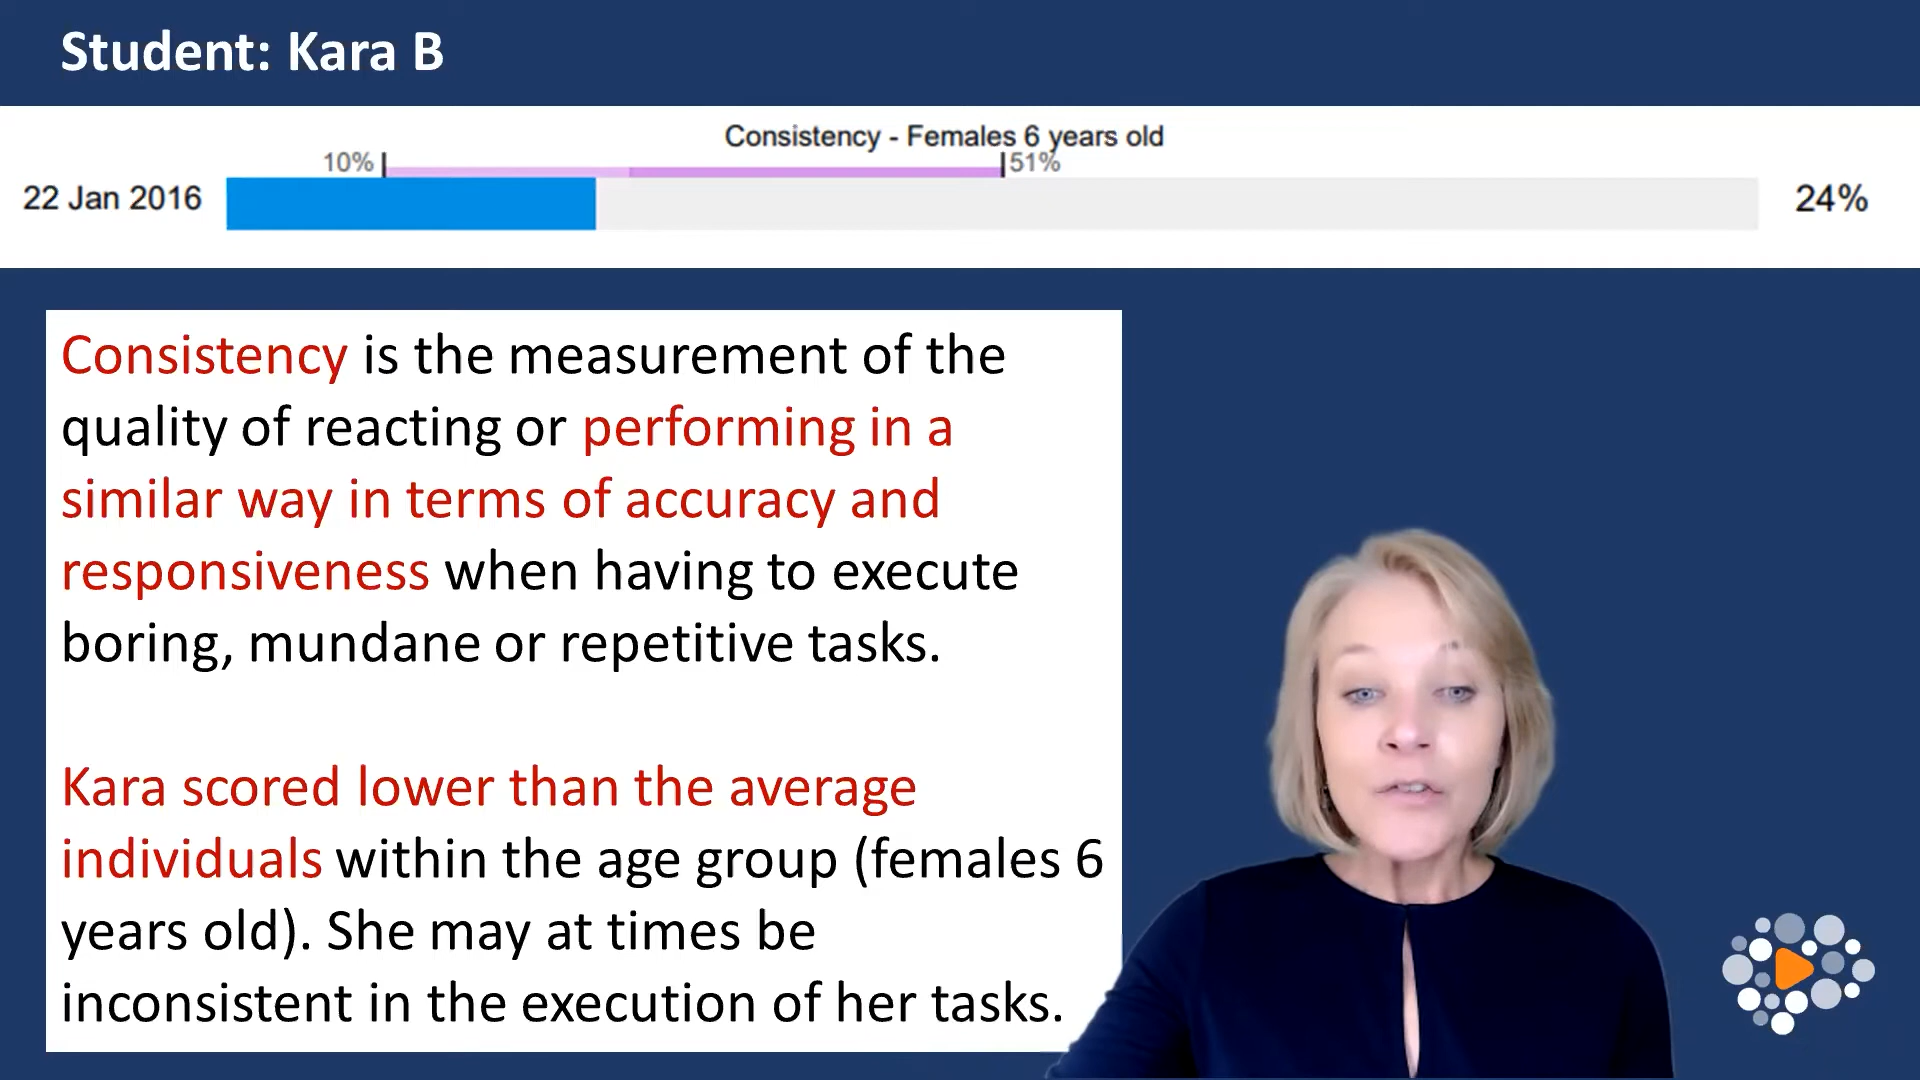 Student: Kara B
Consistency - Females 6 years old
10%
51%
22 Jan 2016
24%
Consistency is the measurement of the
quality of reacting or performing in a
similar way in terms of accuracy and
responsiveness when having to execute
boring, mundane or repetitive tasks.
Kara scored lower than the average
individuals within the age group (females 6
years old). She may at times be
inconsistent in the execution of her tasks.